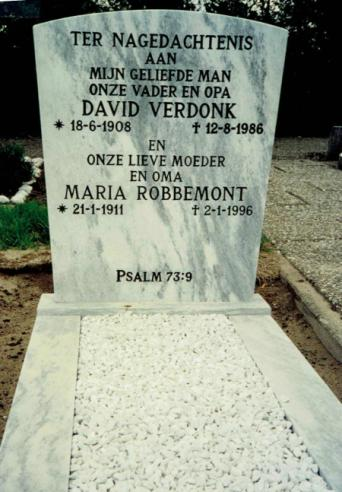 TER NAGEDACHTENIS
AAN
MIJN GELIEFDE MAN
ONZE VADER EN OPA
DAVID VERDONK
* 18-6-1908 † 12-8-1986
EN
ONZE LIEVE MOEDER
EN OMA
MARIA ROBBEMONT
* 21-1-1911 † 2-1-1996
PSALM 73:9